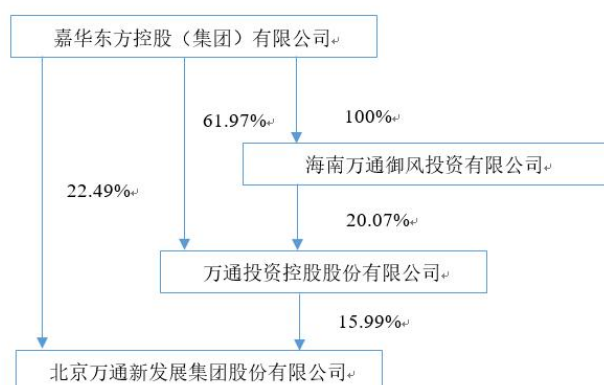 嘉华东方控股（集团）有限公司
61.97%
100%
海南万通御风投资有限公司
22.49%
20.07%
万通投资控股股份有限公司
15.99%
北京万通新发展集团股份有限公司